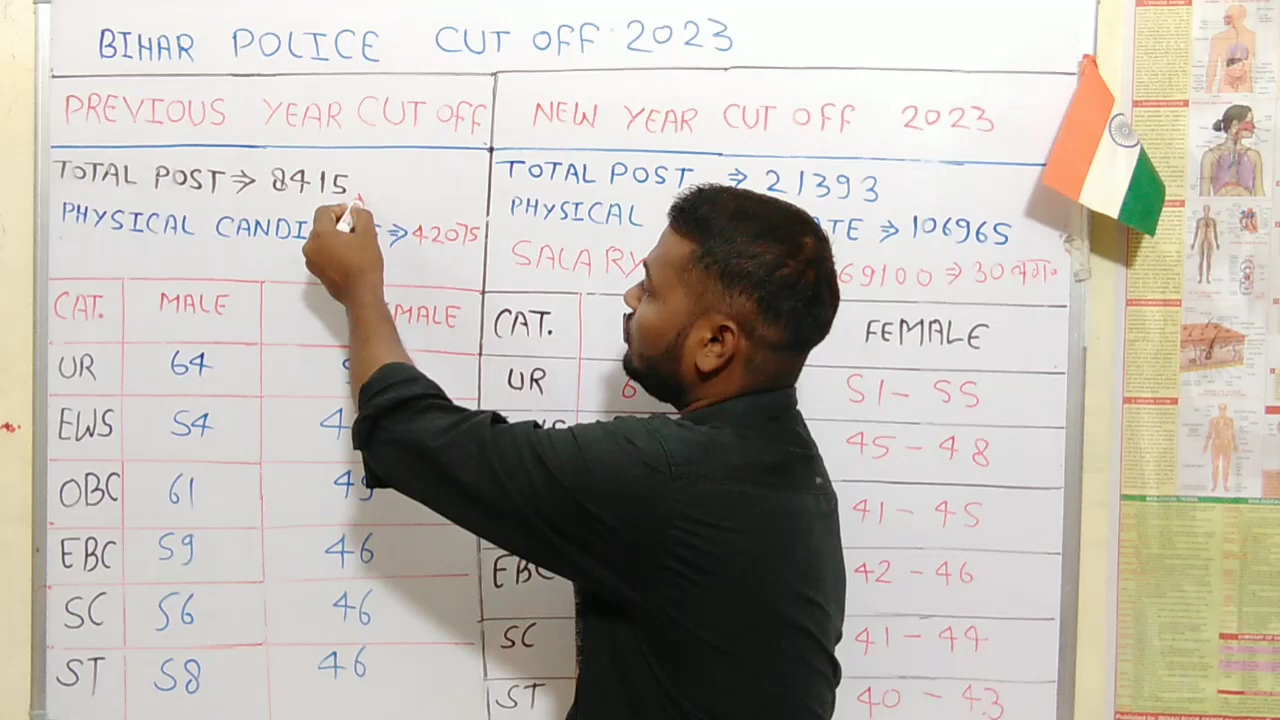 BIHAR POLICE CUT OFF 2023
PREVIOUS YEAR CUT OFF
TOTAL POST ⇒ 8415
PHYSICAL ⇒ 42075
CAT. MALE
UR 64
EWS 54
OBC 61 49
EBC 59 46
SC 56 46
ST 58 46
NEW YEAR CUT OFF 2023
TOTAL POST ⇒ 21393
PHYSICAL ⇒ 106965
SALARY 69100 ⇒ 30
CAT. FEMALE
UR 51 - 55
45 - 48
41 - 45
EBC 42 - 46
SC 41 - 44
ST 40 - 43